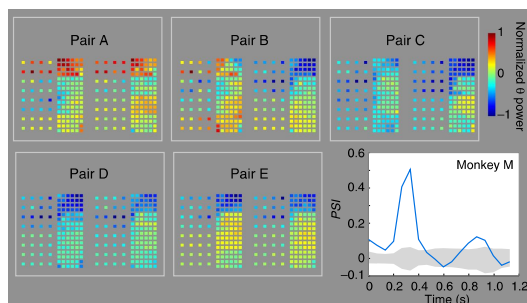 Pair A
Pair B
Pair C
1
0
−1
Normalized θ power
Pair D
Pair E
Monkey M
0.6
0.4
0.2
0
−0.1
PSI
0 0.2 0.4 0.6 0.8 1.0 1.2
Time (s)